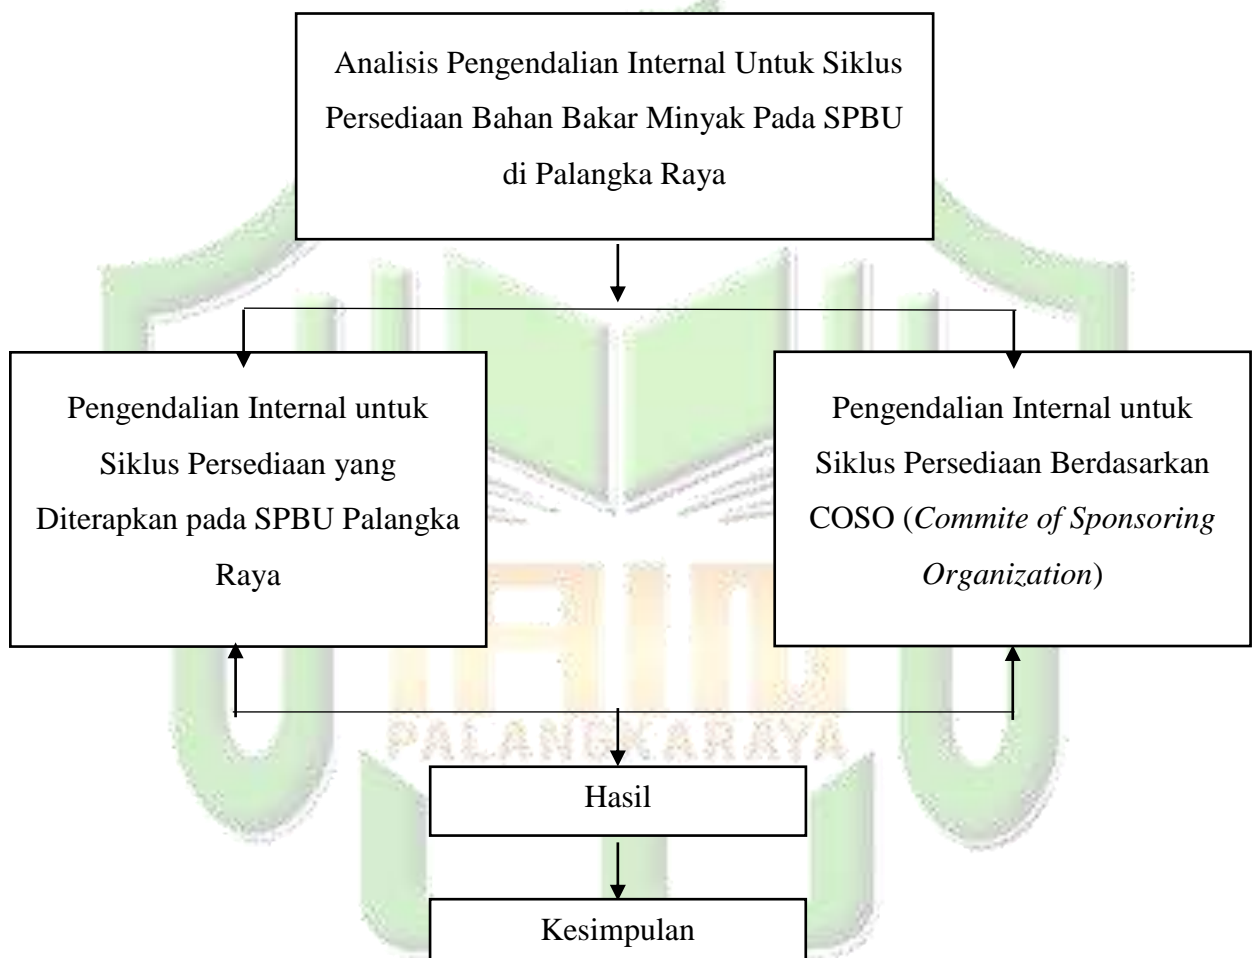 Analisis Pengendalian Internal Untuk Siklus
Persediaan Bahan Bakar Minyak Pada SPBU
di Palangka Raya
Pengendalian Internal untuk
Siklus Persediaan yang
Diterapkan pada SPBU Palangka
Raya
Pengendalian Internal untuk
Siklus Persediaan Berdasarkan
COSO (Commite of Sponsoring
Organization)
IAIN
PALANGKARAYA
Hasil
Kesimpulan